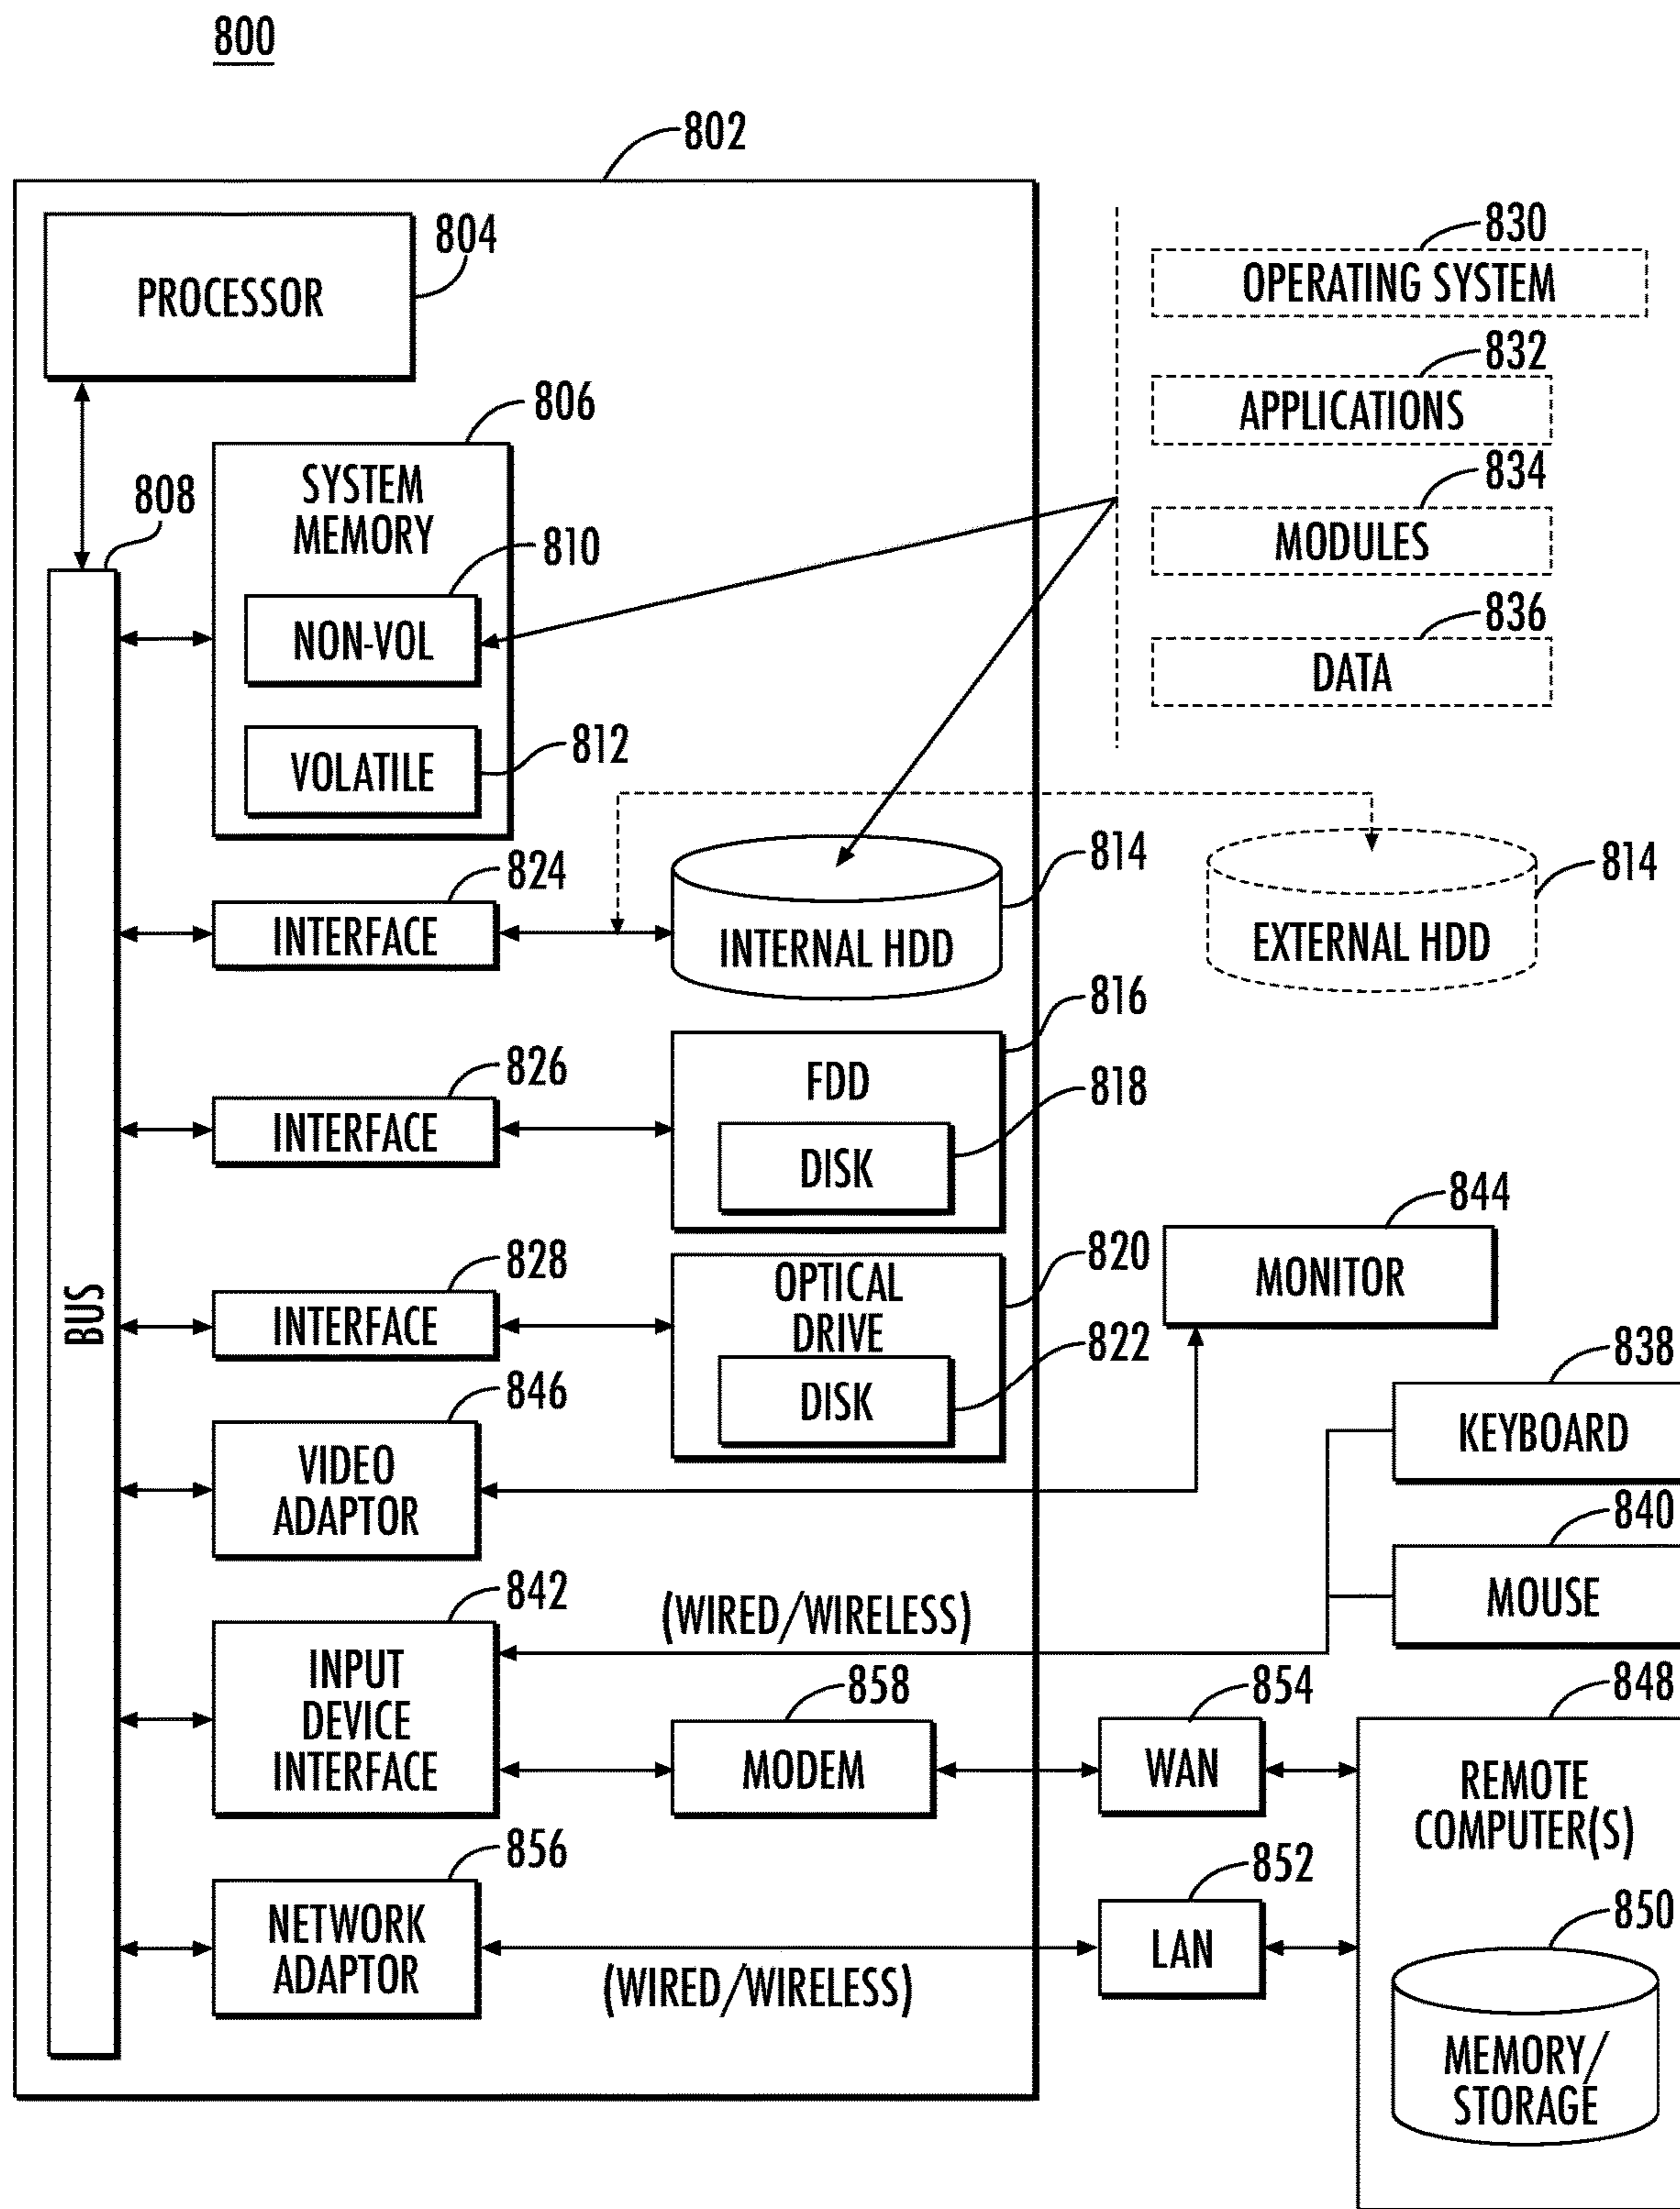 800
802
PROCESSOR
804
830
OPERATING SYSTEM
832
APPLICATIONS
834
MODULES
836
DATA
806
SYSTEM
MEMORY
808
810
NON-VOL
812
VOLATILE
BUS
824
INTERFACE
814
INTERNAL HDD
814
EXTERNAL HDD
826
INTERFACE
816
FDD
818
DISK
828
INTERFACE
820
OPTICAL
DRIVE
822
DISK
844
MONITOR
846
VIDEO
ADAPTOR
838
KEYBOARD
840
MOUSE
842
INPUT
DEVICE
INTERFACE
(WIRED/WIRELESS)
858
MODEM
854
WAN
848
REMOTE
COMPUTER(S)
856
NETWORK
ADAPTOR
(WIRED/WIRELESS)
852
LAN
850
MEMORY/
STORAGE